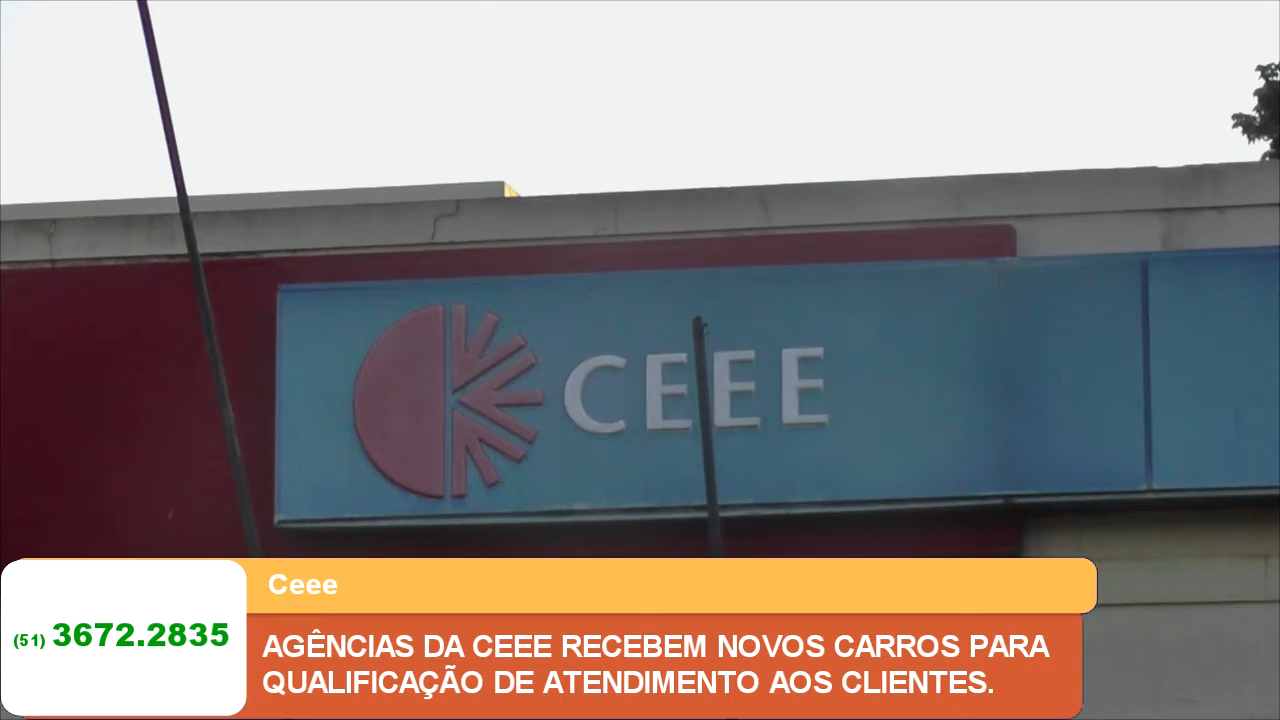 CEEE
Ceee
(51) 3672.2835
AGÊNCIAS DA CEEE RECEBEM NOVOS CARROS PARA
QUALIFICAÇÃO DE ATENDIMENTO AOS CLIENTES.